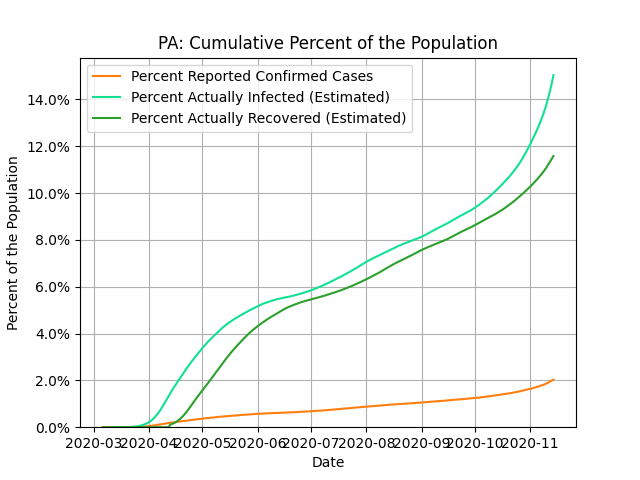 PA: Cumulative Percent of the Population
Percent Reported Confirmed Cases
Percent Actually Infected (Estimated)
Percent Actually Recovered (Estimated)
Percent of the Population
14.0%
12.0%
10.0%
8.0%
6.0%
4.0%
2.0%
0.0%
2020-03 2020-04 2020-05 2020-06 2020-07 2020-08 2020-09 2020-10 2020-11
Date